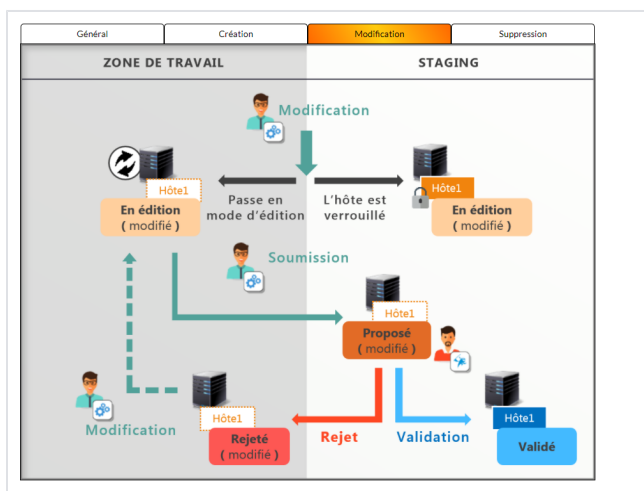 Général
Création
Modification
Suppression
ZONE DE TRAVAIL
STAGING
Modification
Hôte1
En édition
( modifié )
Passe en
mode d'édition
L'hôte est
verrouillé
Hôte1
En édition
( modifié )
Soumission
Hôte1
Proposé
( modifié )
Modification
Hôte1
Rejeté
( modifié )
Rejet
Validation
Hôte1
Validé